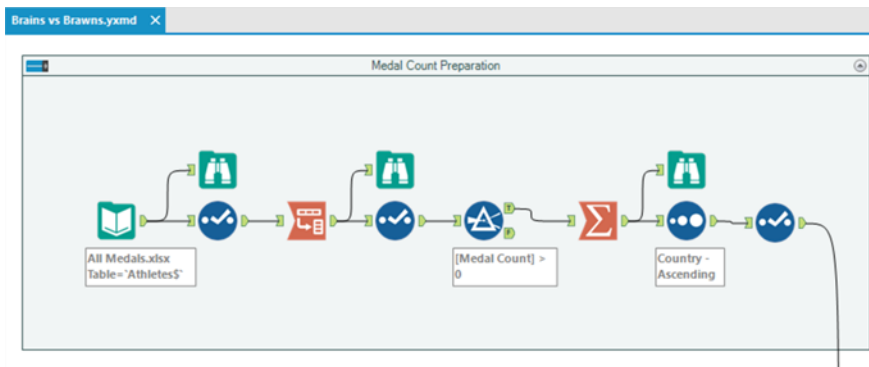 Brains vs Brawns.yxmd
Medal Count Preparation
All Medals.xlsx
Table=`Athletes$`
T
F
[Medal Count] >
0
Country -
Ascending